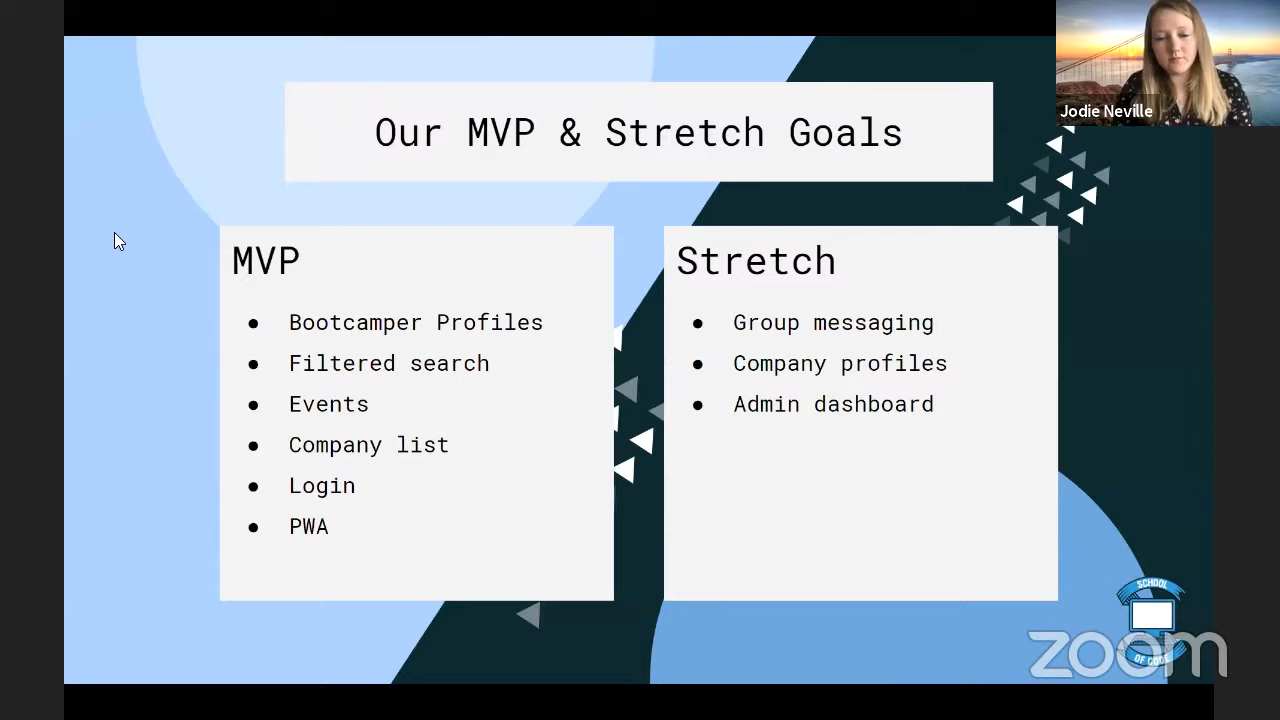 Jodie Neville
Our MVP & Stretch Goals
MVP
● Bootcamper Profiles
● Filtered search
● Events
● Company list
● Login
● PWA
Stretch
● Group messaging
● Company profiles
● Admin dashboard
SCHOOL
OF CODE
zoom